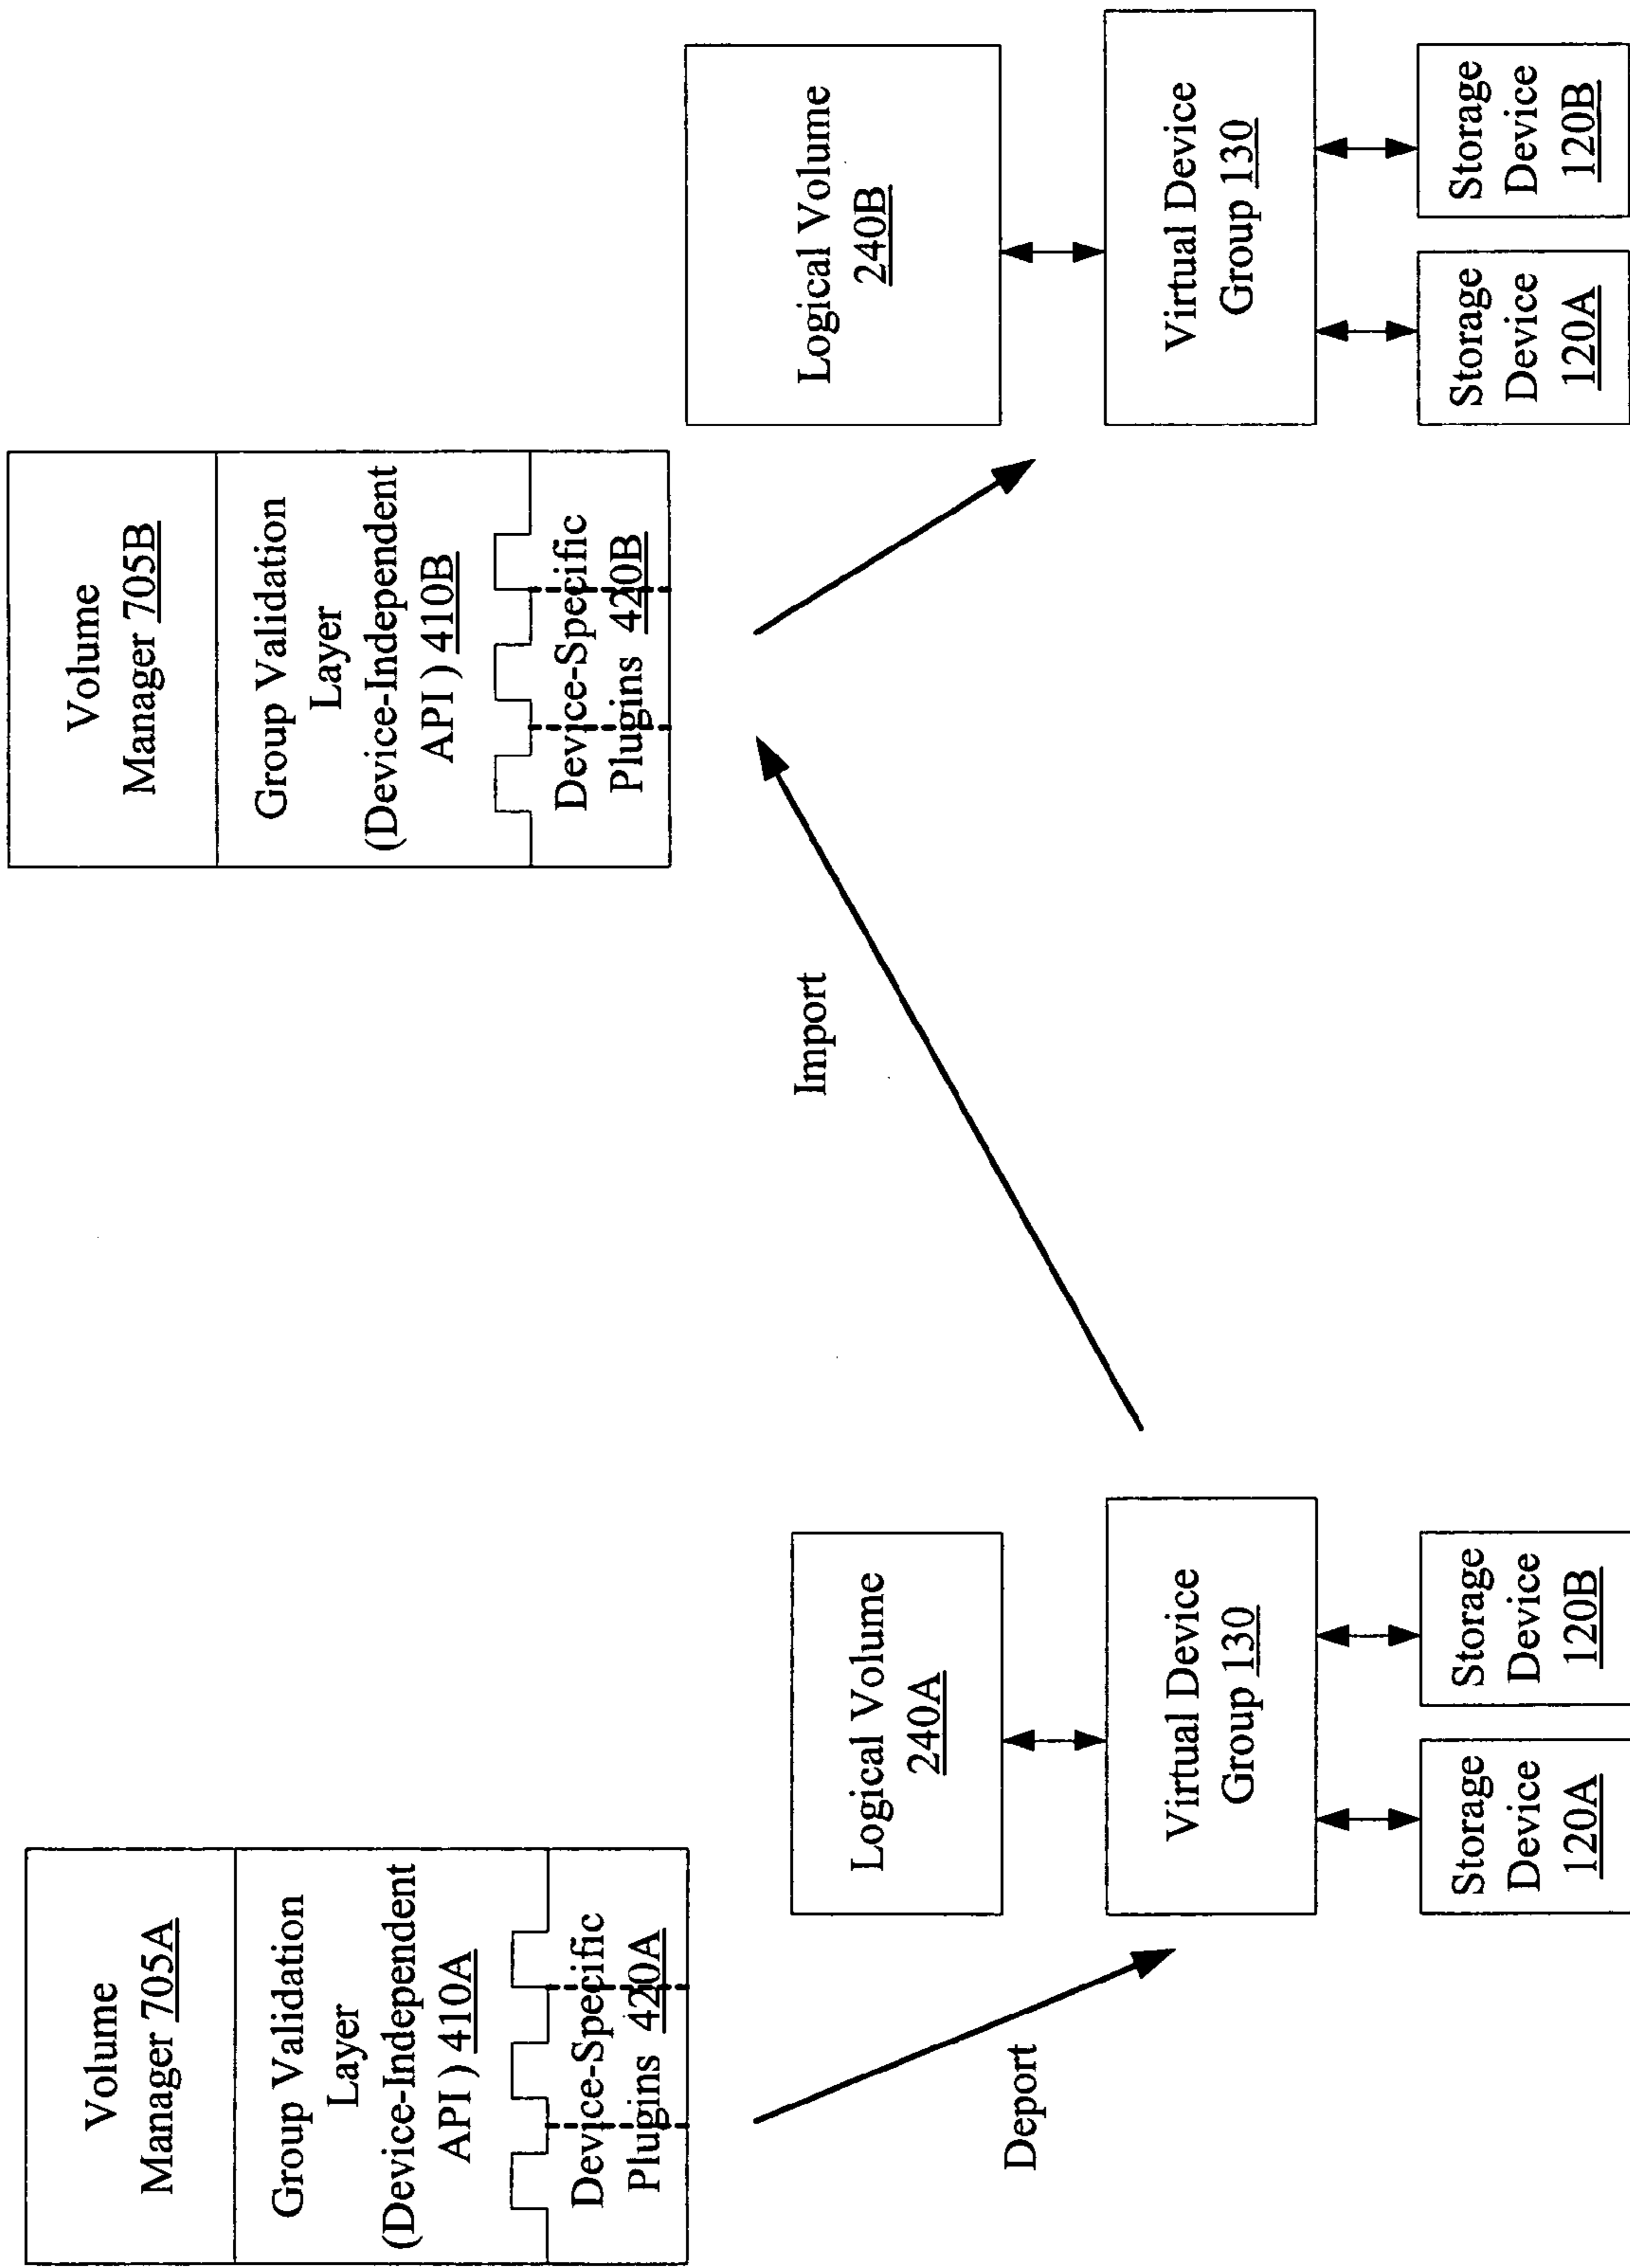 Volume
Manager 705A
Group Validation
Layer
(Device-Independent
API ) 410A
Device-Specific
Plugins 420A
Deport
Logical Volume
240A
Virtual Device
Group 130
Storage
Device
120A
Storage
Device
120B
Import
Volume
Manager 705B
Group Validation
Layer
(Device-Independent
API ) 410B
Device-Specific
Plugins 420B
Logical Volume
240B
Virtual Device
Group 130
Storage
Device
120A
Storage
Device
120B